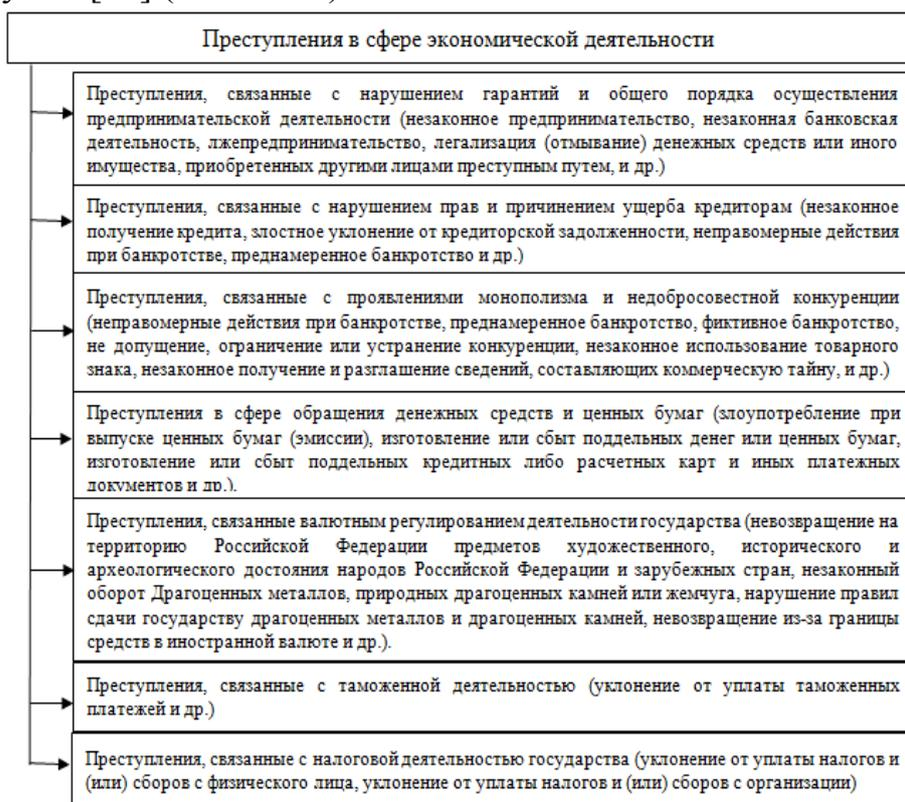 Преступления в сфере экономической деятельности
Преступления, связанные с нарушением гарантий и общего порядка осуществления
предпринимательской деятельности (незаконное предпринимательство, незаконная банковская
деятельность, лжепредпринимательство, легализация (отмывание) денежных средств или иного
имущества, приобретенных другими лицами преступным путем, и др.)
Преступления, связанные с нарушением прав и причинением ущерба кредиторам (незаконное
получение кредита, злостное уклонение от кредиторской задолженности, неправомерные действия
при банкротстве, преднамеренное банкротство и др.)
Преступления, связанные с проявлениями монополизма и недобросовестной конкуренции
(неправомерные действия при банкротстве, преднамеренное банкротство, фиктивное банкротство,
не допущение, ограничение или устранение конкуренции, незаконное использование товарного
знака, незаконное получение и разглашение сведений, составляющих коммерческую тайну, и др.)
Преступления в сфере обращения денежных средств и ценных бумаг (злоупотребление при
выпуске ценных бумаг (эмиссии), изготовление или сбыт поддельных денег или ценных бумаг,
изготовление или сбыт поддельных кредитных либо расчетных карт и иных платежных
документов и др.).
Преступления, связанные валютным регулированием деятельности государства (невозвращение на
территорию Российской Федерации предметов художественного, исторического и
археологического достояния народов Российской Федерации и зарубежных стран, незаконный
оборот Драгоценных металлов, природных драгоценных камней или жемчуга, нарушение правил
сдачи государству драгоценных металлов и драгоценных камней, невозвращение из-за границы
средств в иностранной валюте и др.).
Преступления, связанные с таможенной деятельностью (уклонение от уплаты таможенных
платежей и др.)
Преступления, связанные с налоговой деятельностью государства (уклонение от уплаты налогов и
(или) сборов с физического лица, уклонение от уплаты налогов и (или) сборов с организации)